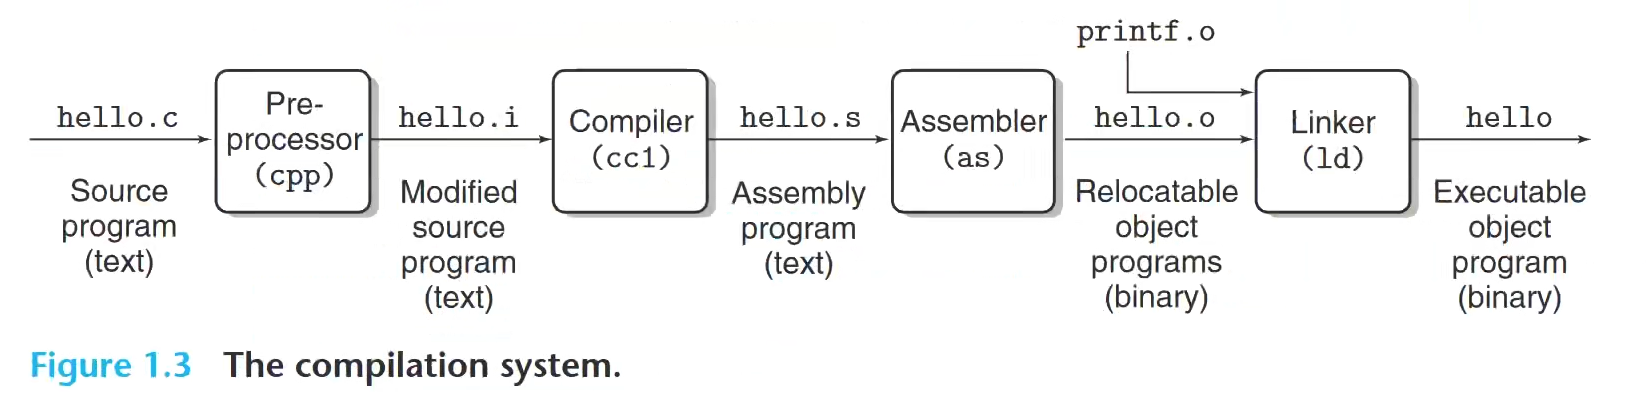 printf.o
hello.c
Pre-
processor
(cpp)
hello.i
Compiler
(cc1)
hello.s
Assembler
(as)
hello.o
Linker
(ld)
hello
Source
program
(text)
Modified
source
program
(text)
Assembly
program
(text)
Relocatable
object
programs
(binary)
Executable
object
program
(binary)
Figure 1.3 The compilation system.